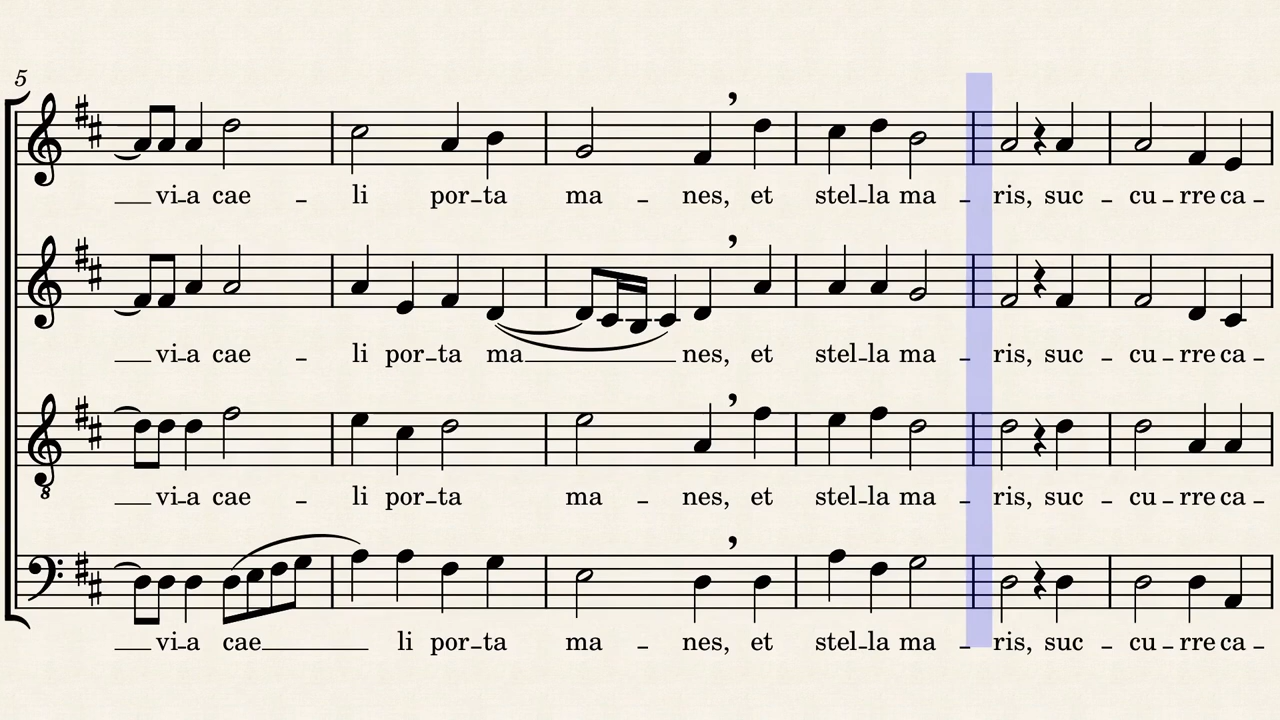 5
vi-a cae - li por-ta ma - nes, et stel-la ma - ris, suc - cu-rre ca-
vi-a cae - li por-ta ma nes, et stel-la ma - ris, suc - cu-rre ca-
8
vi-a cae - li por-ta ma - nes, et stel-la ma - ris, suc - cu-rre ca-
vi-a cae li por-ta ma - nes, et stel-la ma - ris, suc - cu-rre ca-